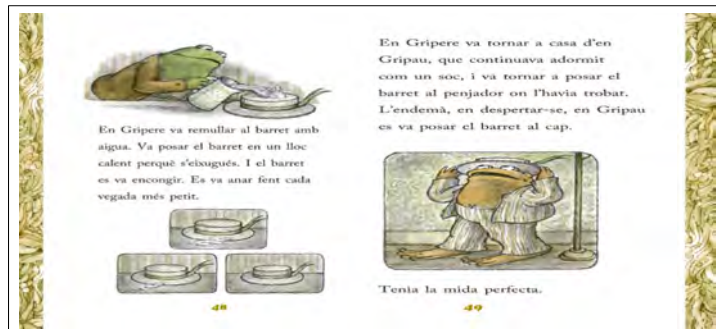 En Gripere va remullar al barret amb
aigua. Va posar el barret en un lloc
calent perquè s'eixugués. I el barret
es va encongir. Es va anar fent cada
vegada més petit.
48
En Gripere va tornar a casa d'en
Gripau, que continuava adormit
com un soc, i va tornar a posar el
barret al penjador on l'havia trobat.
L'endemà, en despertar-se, en Gripau
es va posar el barret al cap.
Tenia la mida perfecta.
49